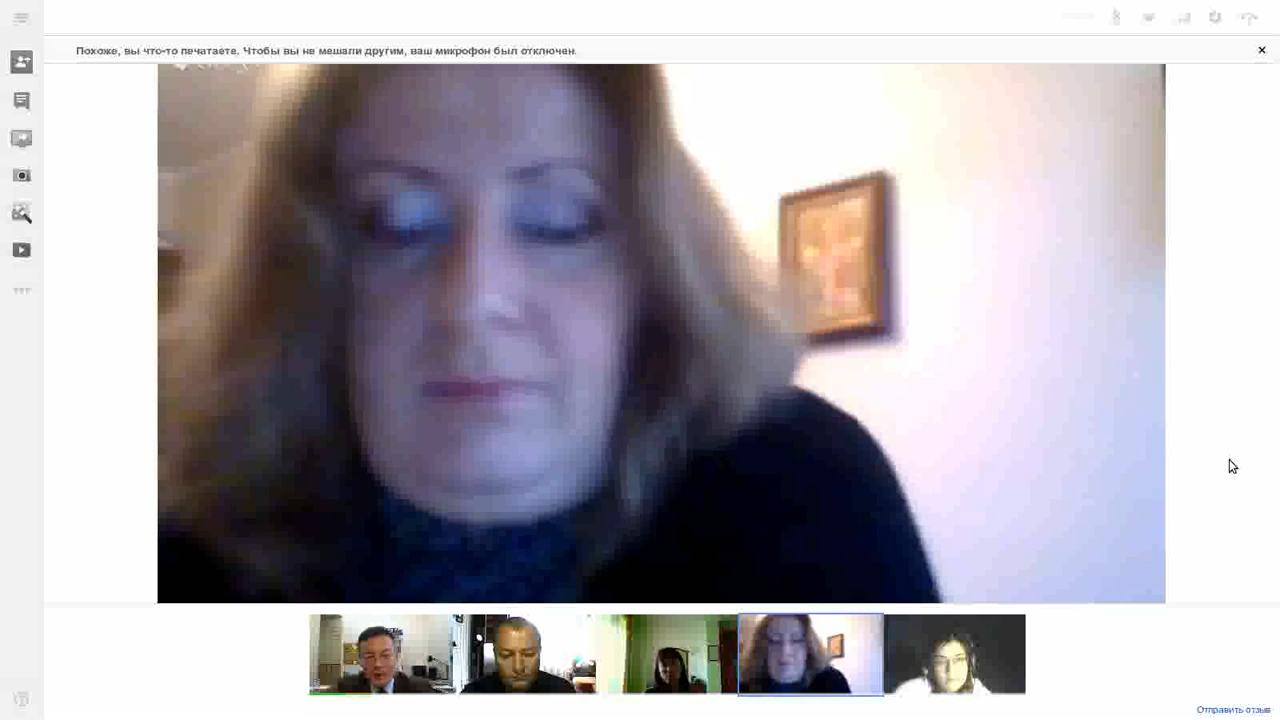 Похоже, вы что-то печатаете. Чтобы вы не мешали другим, ваш микрофон был отключен.
Отправить отзыв